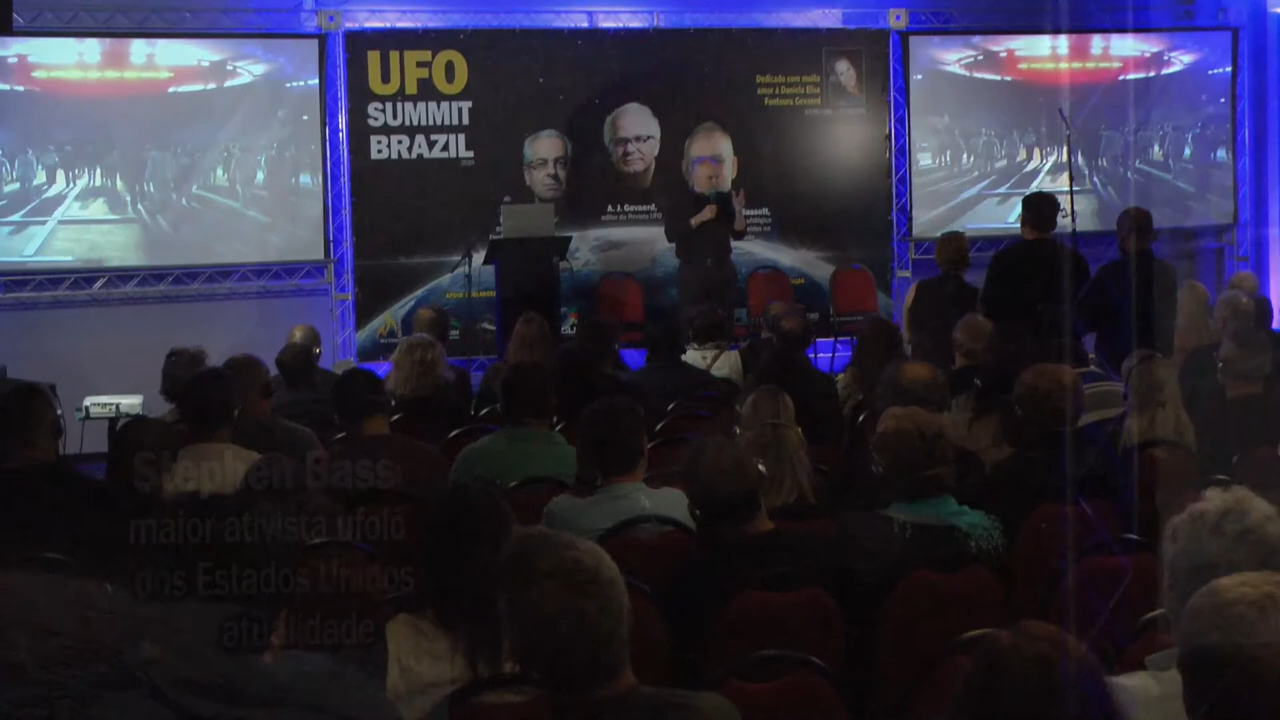 UFO
SUMMIT
BRAZIL
Dedicado com muito
amor à Daniela Elisa
Fontoura Gevaerd
A. J. Gevaerd,
editor da Revista UFO
Stephen Bass
maior ativista ufoló
dos Estados Unidos
atualidade